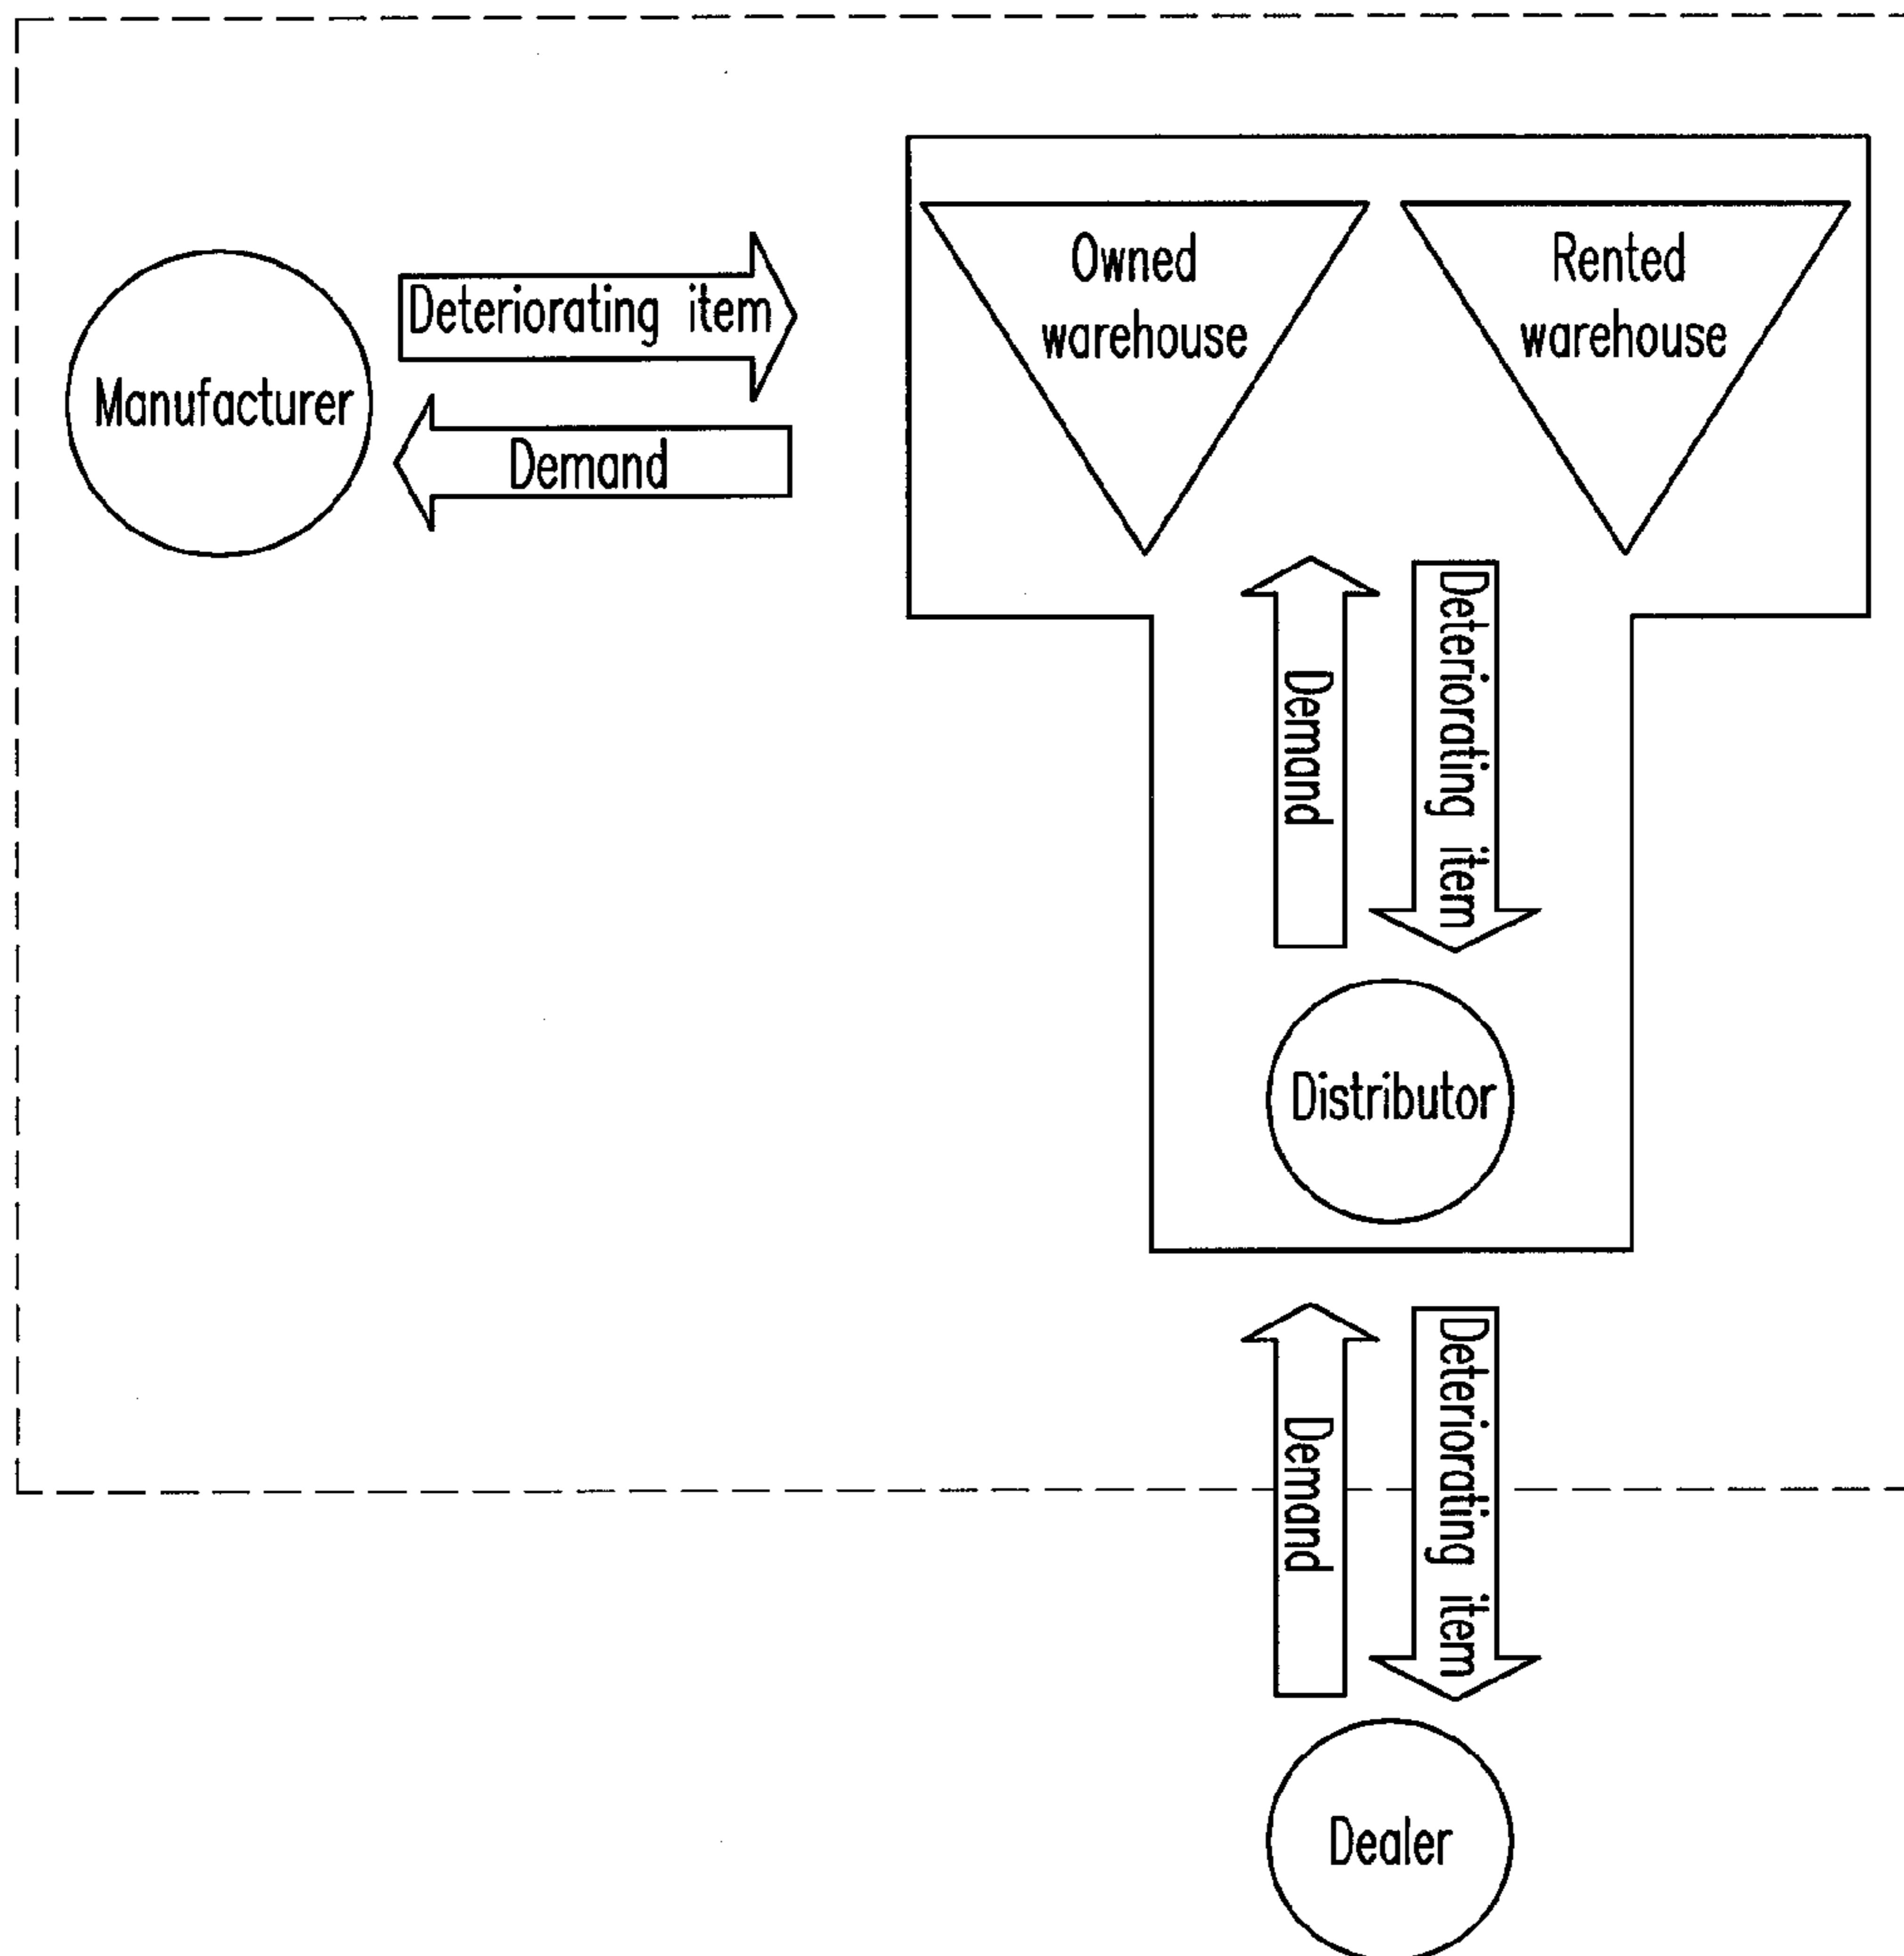 Owned
warehouse
Rented
warehouse
Deteriorating item
Manufacturer
Demand
Demand
Deteriorating item
Distributor
Demand
Deteriorating item
Dealer